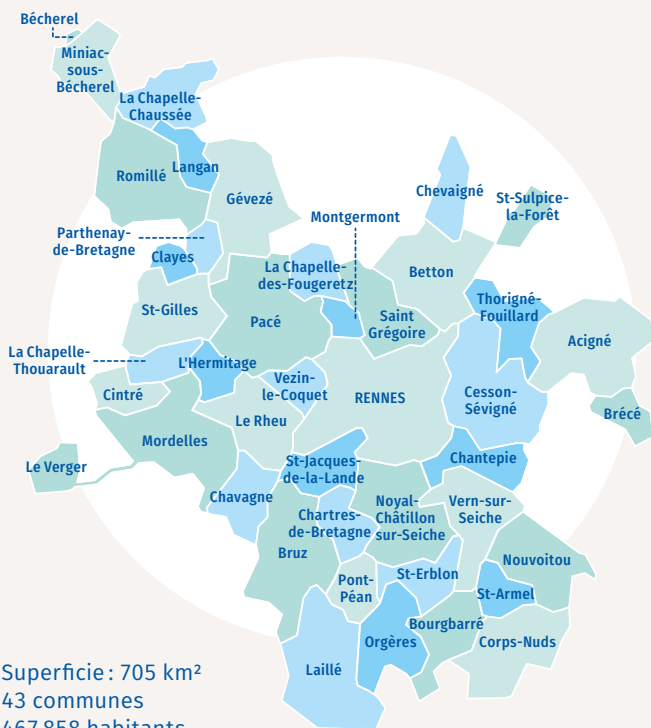 Bécherel
Miniac-
sous-
Bécherel
La Chapelle-
Chaussée
Romillé
Langan
Gévezé
Chevaigné
St-Sulpice-
la-Forêt
Montgermont
Parthenay-
de-Bretagne
Clayes
La Chapelle-
des-Fougeretz
Betton
St-Gilles
Pacé
Saint
Grégoire
Thorigné-
Fouillard
Acigné
La Chapelle-
Thouarault
L'Hermitage
Cintré
Vezin-
le-Coquet
RENNES
Cesson-
Sévigné
Brécé
Le Rheu
Mordelles
Le Verger
St-Jacques-
de-la-Lande
Chantepie
Chavagne
Chartres-
de-Bretagne
Noyal-
Châtillon
sur-Seiche
Vern-sur-
Seiche
Bruz
Nouvoitou
Pont-
Péan
St-Erblon
St-Armel
Bourgbarré
Orgères
Corps-Nuds
Laillé
Superficie : 705 km²
43 communes
467 858 habitants